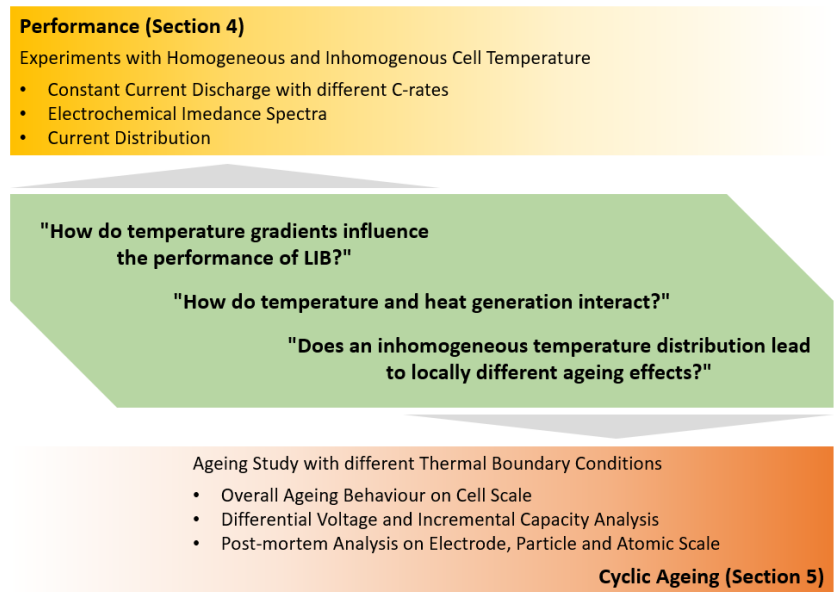 Performance (Section 4)
Experiments with Homogeneous and Inhomogenous Cell Temperature
• Constant Current Discharge with different C-rates
• Electrochemical Imedance Spectra
• Current Distribution
"How do temperature gradients influence
the performance of LIB?"
"How do temperature and heat generation interact?"
"Does an inhomogeneous temperature distribution lead
to locally different ageing effects?"
Ageing Study with different Thermal Boundary Conditions
• Overall Ageing Behaviour on Cell Scale
• Differential Voltage and Incremental Capacity Analysis
• Post-mortem Analysis on Electrode, Particle and Atomic Scale
Cyclic Ageing (Section 5)